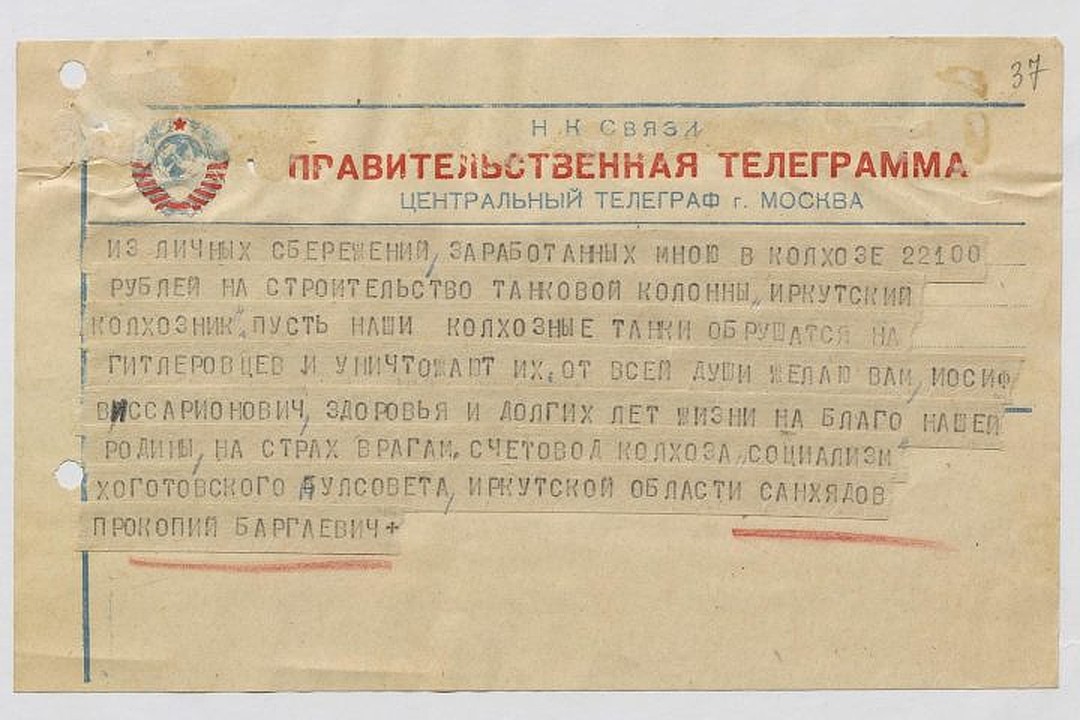 37
Н К СВЯЗИ
ПРАВИТЕЛЬСТВЕННАЯ ТЕЛЕГРАММА
ЦЕНТРАЛЬНЫЙ ТЕЛЕГРАФ г. МОСКВА
ИЗ ЛИЧНЫХ СБЕРЕЖЕНИЙ, ЗАРАБОТАННЫХ МНОЮ В КОЛХОЗЕ 22100
РУБЛЕЙ НА СТРОИТЕЛЬСТВО ТАНКОВОЙ КОЛОННЫ „ИРКУТСКИЙ
КОЛХОЗНИК". ПУСТЬ НАШИ КОЛХОЗНЫЕ ТАНКИ ОБРУШАТСЯ НА
ГИТЛЕРОВЦЕВ И УНИЧТОЖАЮТ ИХ. ОТ ВСЕЙ ДУШИ ЖЕЛАЮ ВАМ, ИОСИФ
ВИССАРИОНОВИЧ, ЗДОРОВЬЯ И ДОЛГИХ ЛЕТ ЖИЗНИ НА БЛАГО НАШЕЙ
РОДИНЫ, НА СТРАХ ВРАГАМ. СЧЕТОВОД КОЛХОЗА „СОЦИАЛИЗМ"
ХОГОТОВСКОГО АУЛСОВЕТА, ИРКУТСКОЙ ОБЛАСТИ САНХЯДОВ
ПРОКОПИЙ БАРГАЕВИЧ+